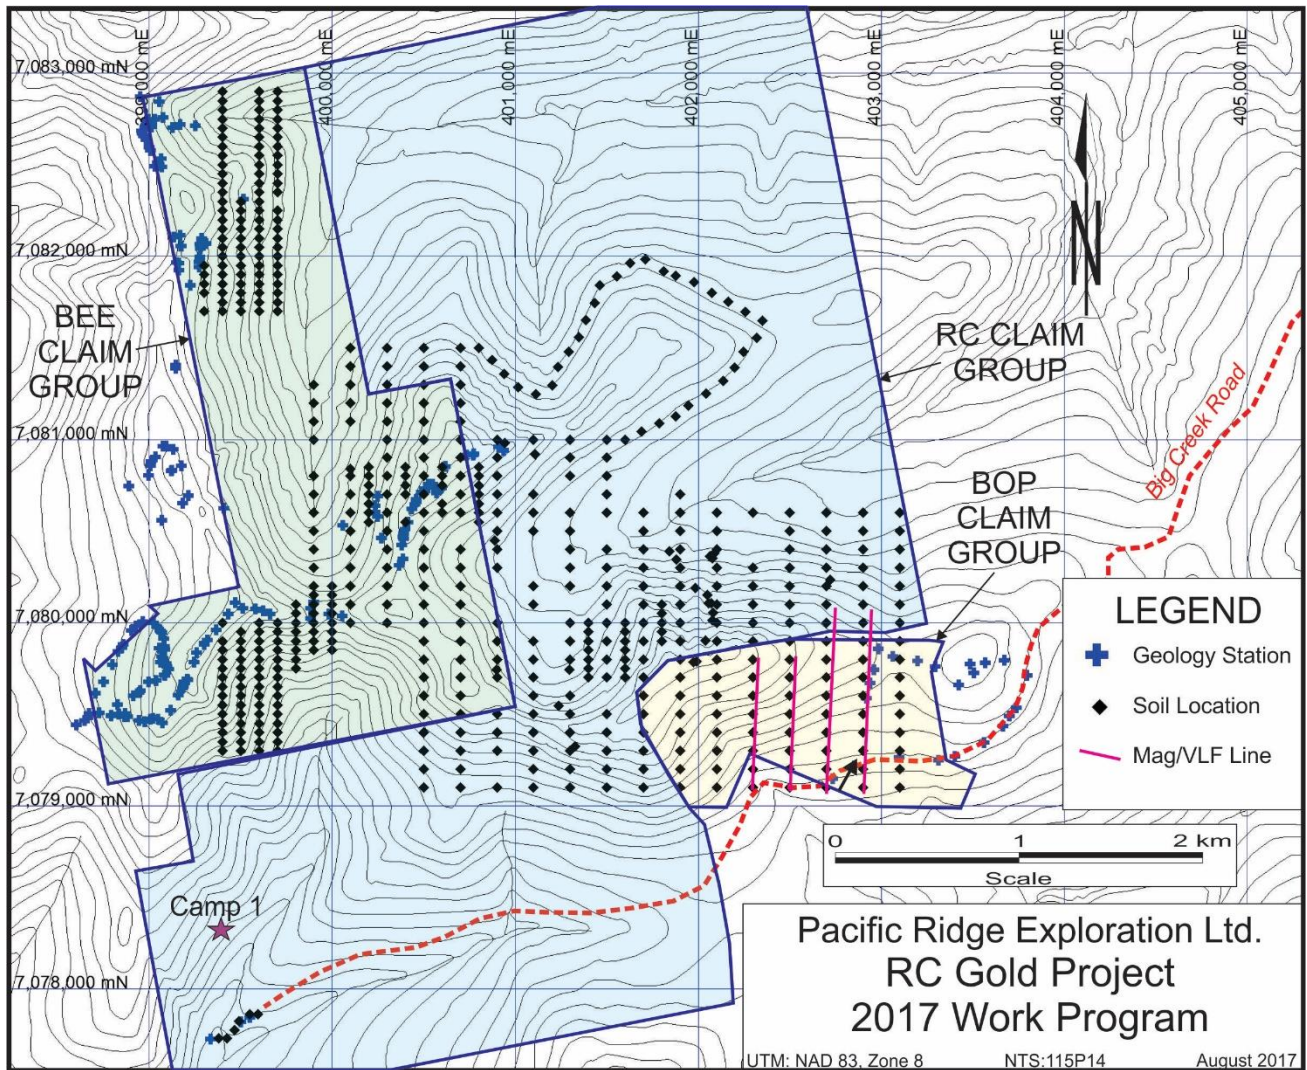 399,000 mE
400,000 mE
401,000 mE
402,000 mE
403,000 mE
404,000 mE
405,000 mE
7,083,000 mN
7,082,000 mN
BEE
CLAIM
GROUP
RC CLAIM
GROUP
Big Creek Road
7,081,000 mN
BOP
CLAIM
GROUP
7,080,000 mN
LEGEND
Geology Station
Soil Location
Mag/VLF Line
N
7,079,000 mN
0 1 2 km
Scale
Camp 1
7,078,000 mN
Pacific Ridge Exploration Ltd.
RC Gold Project
2017 Work Program
UTM: NAD 83, Zone 8 NTS:115P14 August 2017